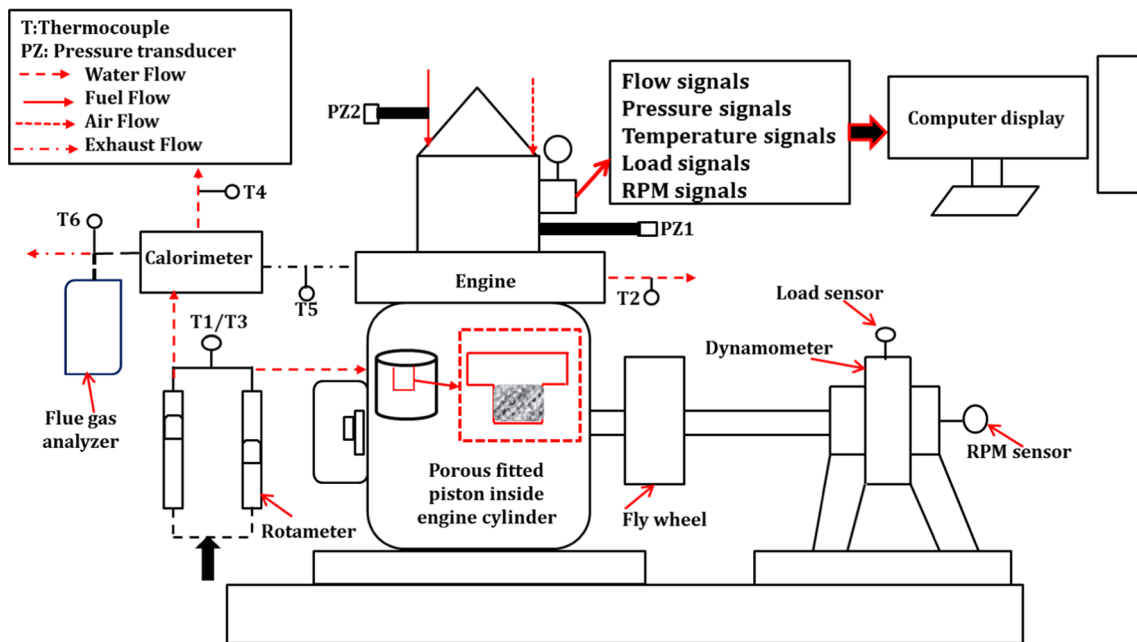 T:Thermocouple
PZ: Pressure transducer
Water Flow
Fuel Flow
Air Flow
Exhaust Flow
PZ2
Flow signals
Pressure signals
Temperature signals
Load signals
RPM signals
Computer display
T4
T6
PZ1
Calorimeter
Engine
T5
T2
T1/T3
Load sensor
Dynamometer
Flue gas
analyzer
Rotameter
Porous fitted
piston inside
engine cylinder
Fly wheel
RPM sensor